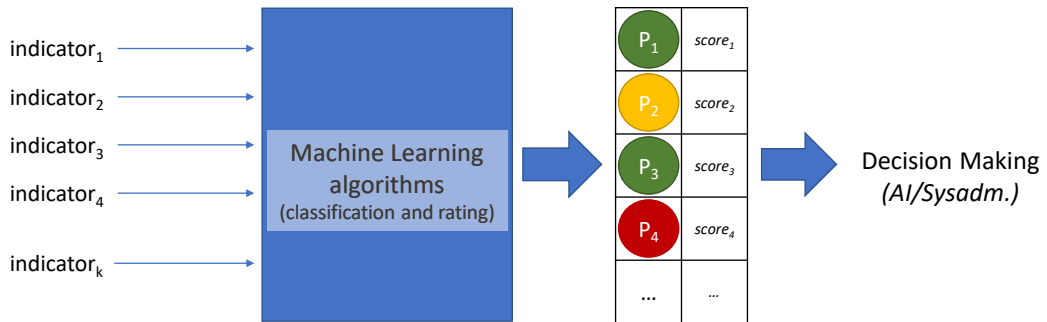 indicator₁
indicator₂
indicator₃
indicator₄
indicatorₖ
Machine Learning
algorithms
(classification and rating)
P₁ score₁
P₂ score₂
P₃ score₃
P₄ score₄
... ...
Decision Making
(AI/Sysadm.)